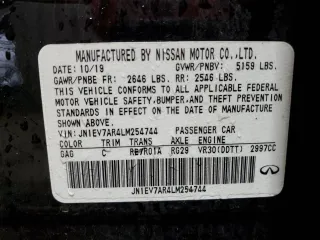 MANUFACTURED BY NISSAN MOTOR CO.,LTD.
DATE 10/19 GVWR/PNBV: 5159 LBS.
GAWR/PNBE FR: 2646 LBS. RR: 2546 LBS.
THIS VEHICLE CONFORMS TO ALL APPLICABLE FEDERAL
MOTOR VEHICLE SAFETY,BUMPER,AND THEFT PREVENTION
STANDARDS IN EFFECT ON THE DATE OF MANUFACTURE
SHOWN ABOVE.
VIN:JN1EV7AR4LM254744 PASSENGER CAR
COLOR TRIM TRANS AXLE ENGINE
GAG C RE7R01A RG29 VR30(DDTT) 2997CC
JN1EV7AR4LM254744